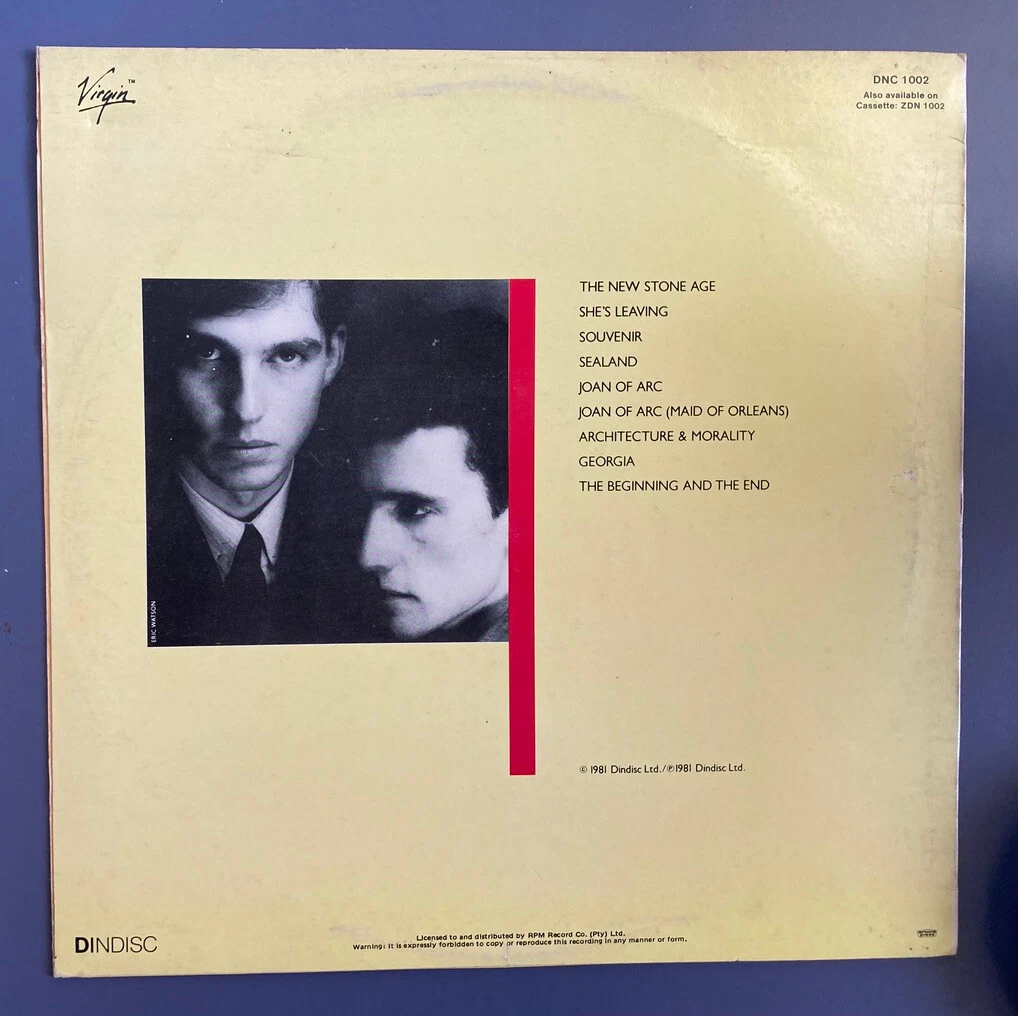 Virgin™
DNC 1002
Also available on
Cassette: ZDN 1002
THE NEW STONE AGE
SHE'S LEAVING
SOUVENIR
SEALAND
JOAN OF ARC
JOAN OF ARC (MAID OF ORLEANS)
ARCHITECTURE & MORALITY
GEORGIA
THE BEGINNING AND THE END
ERIC WATSON
© 1981 Dindisc Ltd./℗1981 Dindisc Ltd.
DINDISC
Licensed to and distributed by RPM Record Co. (Pty) Ltd.
Warning: It is expressly forbidden to copy or reproduce this recording in any manner or form.